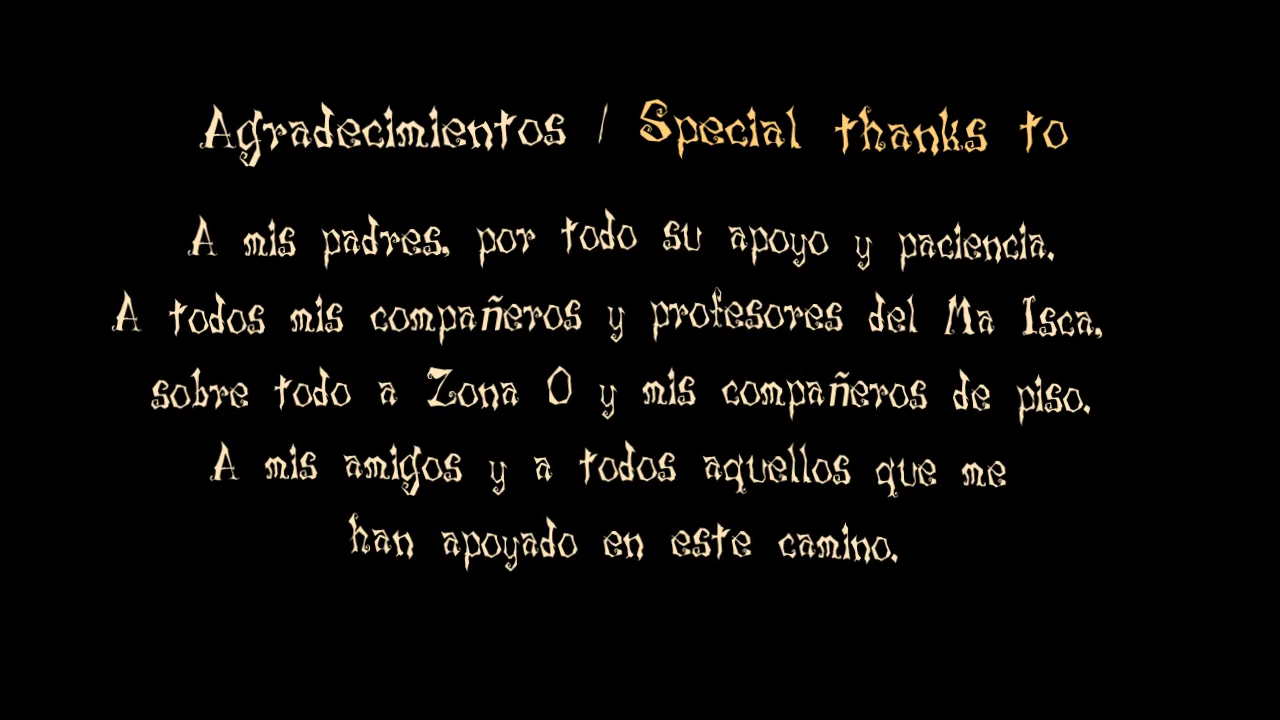 Agradecimientos / Special thanks to
A mis padres, por todo su apoyo y paciencia.
A todos mis compañeros y profesores del Ma Isca,
sobre todo a Zona 0 y mis compañeros de piso.
A mis amigos y a todos aquellos que me
han apoyado en este camino.